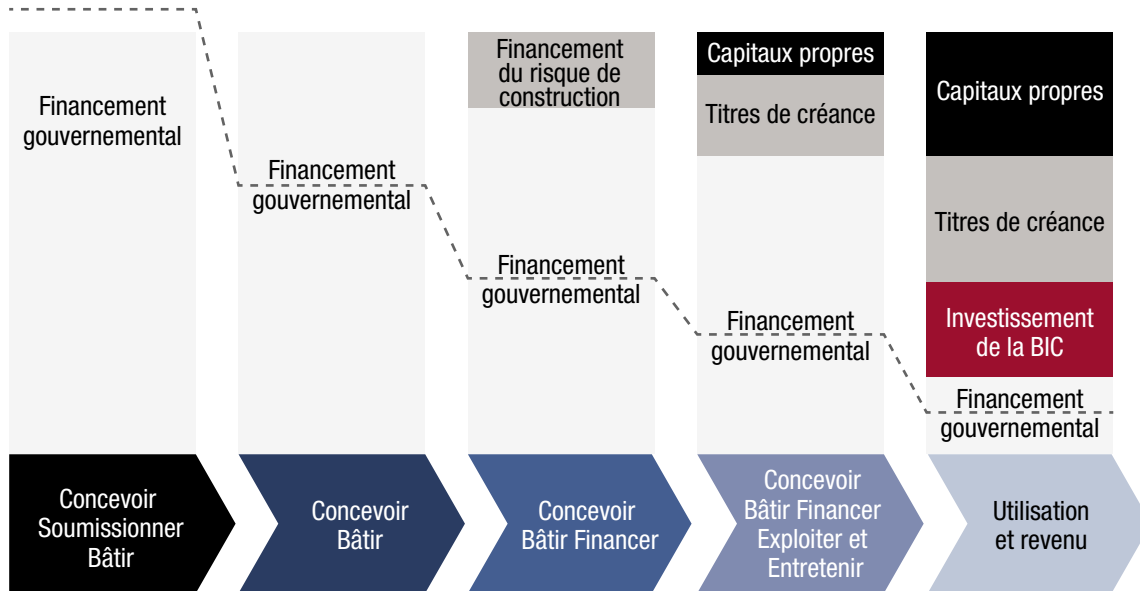 Financement
gouvernemental
Financement
gouvernemental
Financement
du risque de
construction
Financement
gouvernemental
Capitaux propres
Titres de créance
Financement
gouvernemental
Capitaux propres
Titres de créance
Investissement
de la BIC
Financement
gouvernemental
Concevoir
Soumissionner
Bâtir
Concevoir
Bâtir
Concevoir
Bâtir Financer
Concevoir
Bâtir Financer
Exploiter et
Entretenir
Utilisation
et revenu